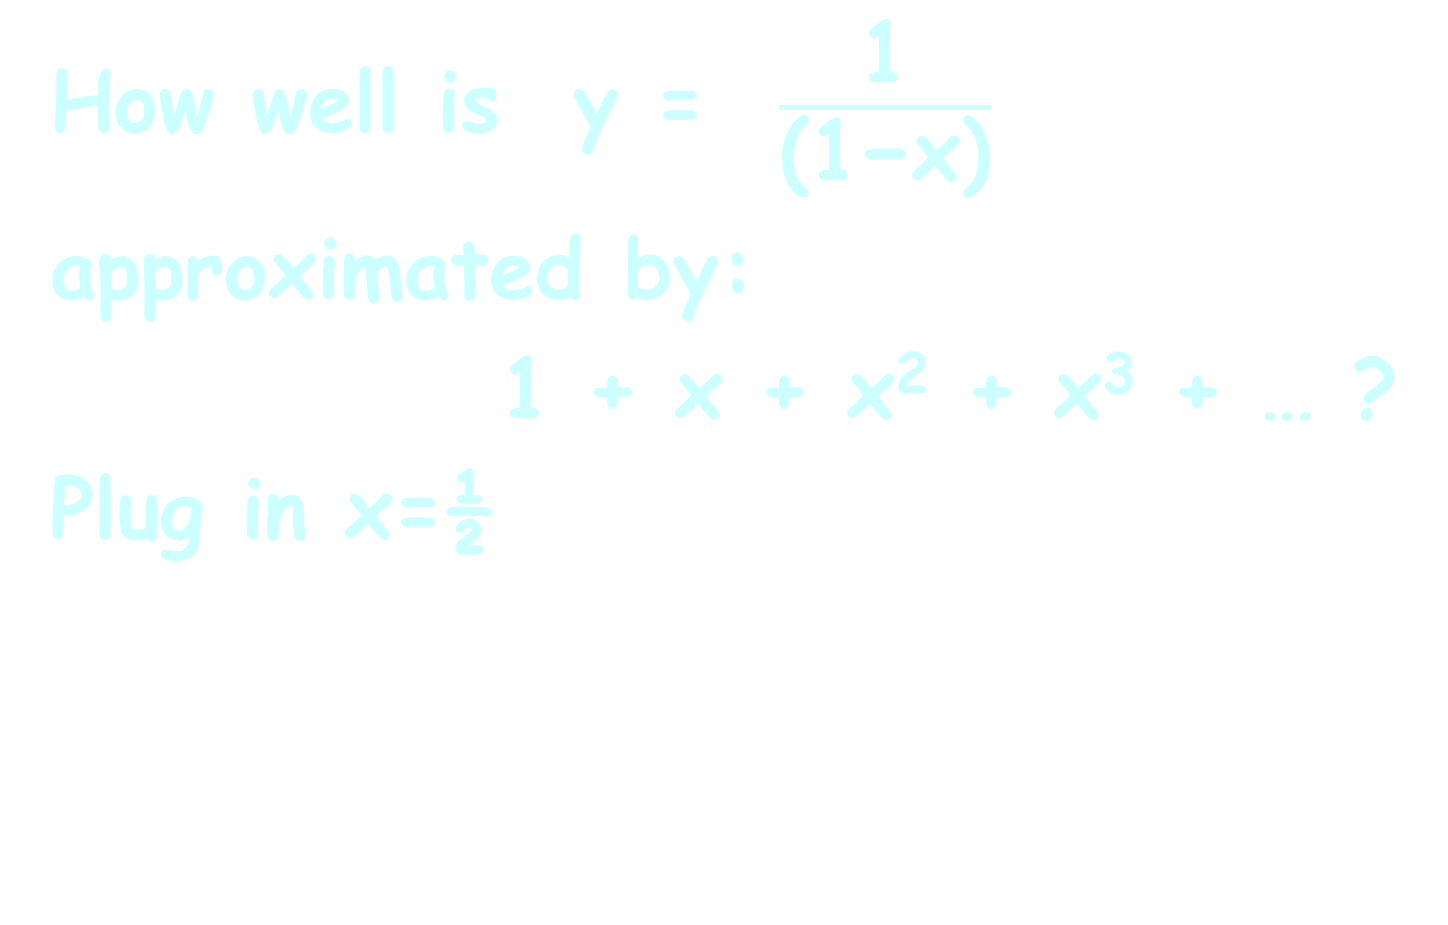 How well is y = 1/(1-x)
approximated by:
1 + x + x² + x³ + … ?
Plug in x=½